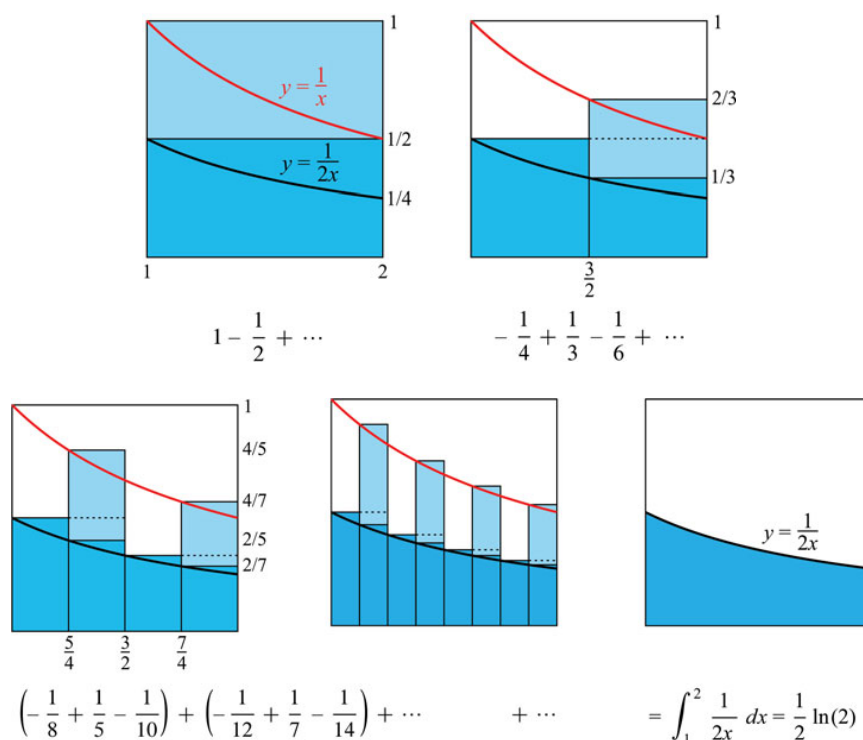 1
y = 1/x
1/2
y = 1/2x
1/4
1 2
1
2/3
1/3
3/2
1 − 1/2 + ⋯
− 1/4 + 1/3 − 1/6 + ⋯
1
4/5
4/7
2/5
2/7
5/4 3/2 7/4
y = 1/2x
(− 1/8 + 1/5 − 1/10) + (− 1/12 + 1/7 − 1/14) + ⋯ + ⋯ = ∫₁² 1/2x dx = 1/2 ln(2)